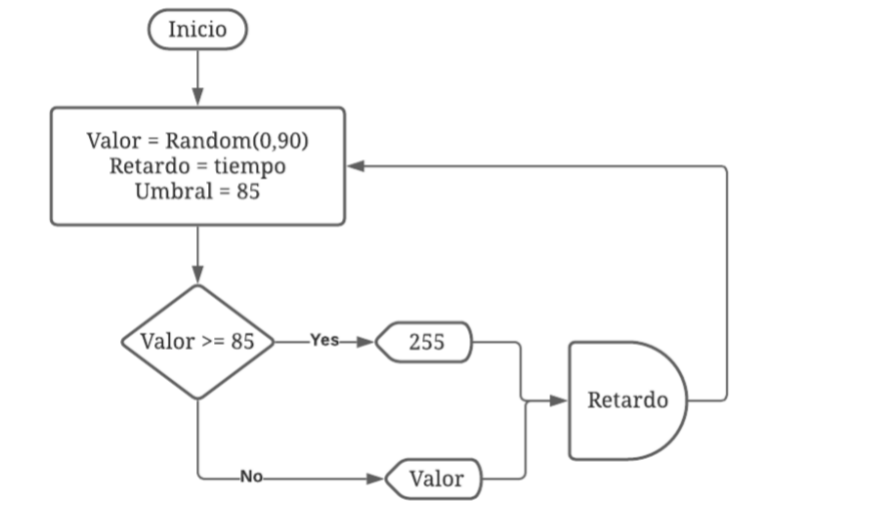 Inicio
Valor = Random(0,90)
Retardo = tiempo
Umbral = 85
Valor >= 85
Yes
255
Retardo
No
Valor